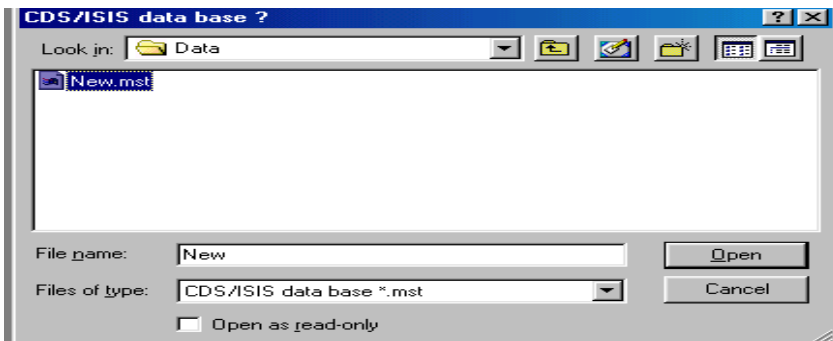 CDS/ISIS data base ?
Look in: Data
New.mst
File name: New Open
Files of type: CDS/ISIS data base *.mst Cancel
Open as read-only